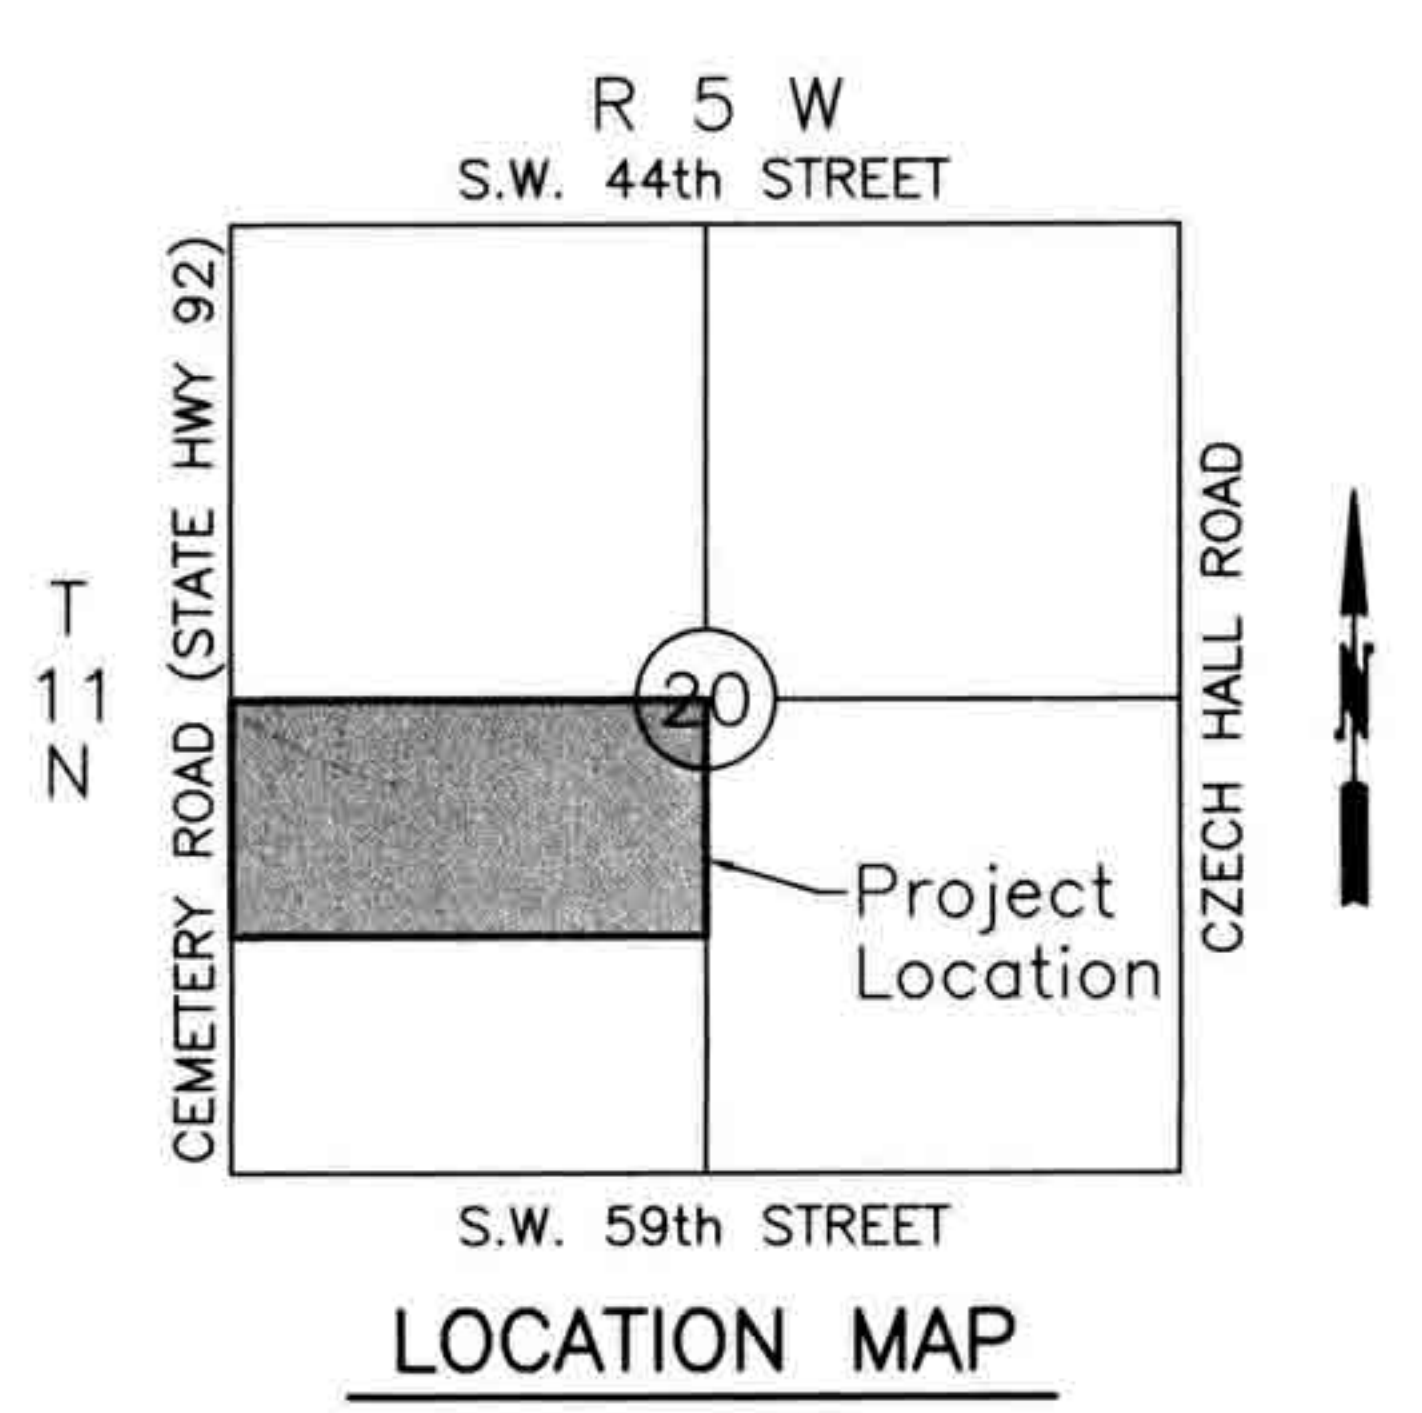 R 5 W
S.W. 44th STREET
CEMETERY ROAD (STATE HWY 92)
T
11
N
20
CZECH HALL ROAD
N
Project
Location
S.W. 59th STREET
LOCATION MAP